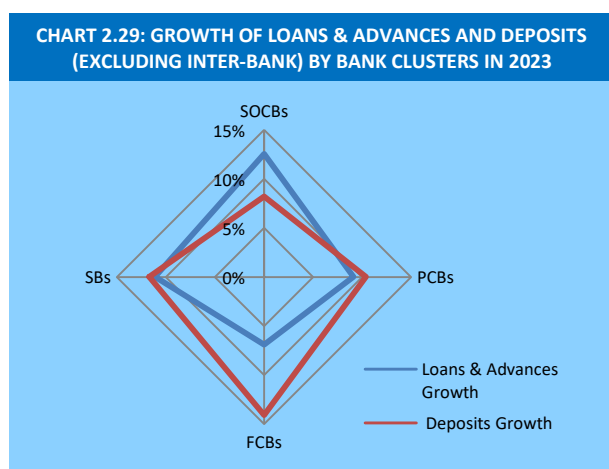 CHART 2.29: GROWTH OF LOANS & ADVANCES AND DEPOSITS
(EXCLUDING INTER-BANK) BY BANK CLUSTERS IN 2023
SOCBs
15%
10%
5%
0%
SBs
PCBs
FCBs
Loans & Advances
Growth
Deposits Growth